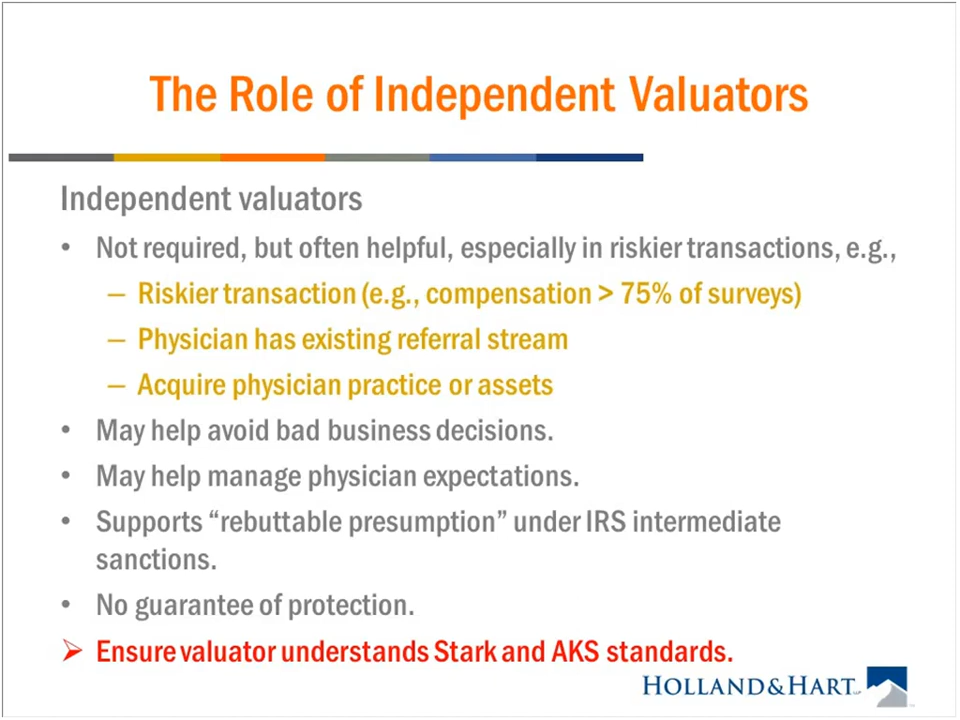 The Role of Independent Valuators
Independent valuators
• Not required, but often helpful, especially in riskier transactions, e.g.,
– Riskier transaction (e.g., compensation > 75% of surveys)
– Physician has existing referral stream
– Acquire physician practice or assets
• May help avoid bad business decisions.
• May help manage physician expectations.
• Supports “rebuttable presumption” under IRS intermediate
sanctions.
• No guarantee of protection.
➢ Ensure valuator understands Stark and AKS standards.
HOLLAND&HART LLP